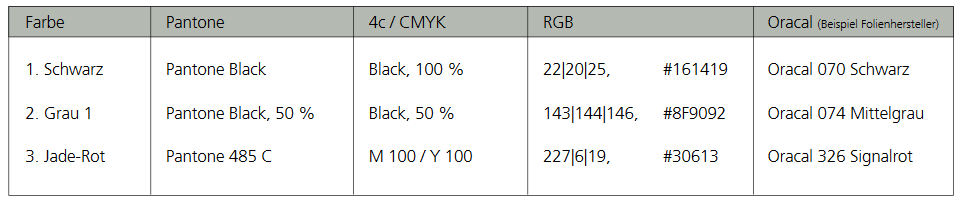 Farbe Pantone 4c / CMYK RGB Oracal (Beispiel Folienhersteller)
1. Schwarz Pantone Black Black, 100 % 22|20|25, #161419 Oracal 070 Schwarz
2. Grau 1 Pantone Black, 50 % Black, 50 % 143|144|146, #8F9092 Oracal 074 Mittelgrau
3. Jade-Rot Pantone 485 C M 100 / Y 100 227|6|19, #30613 Oracal 326 Signalrot